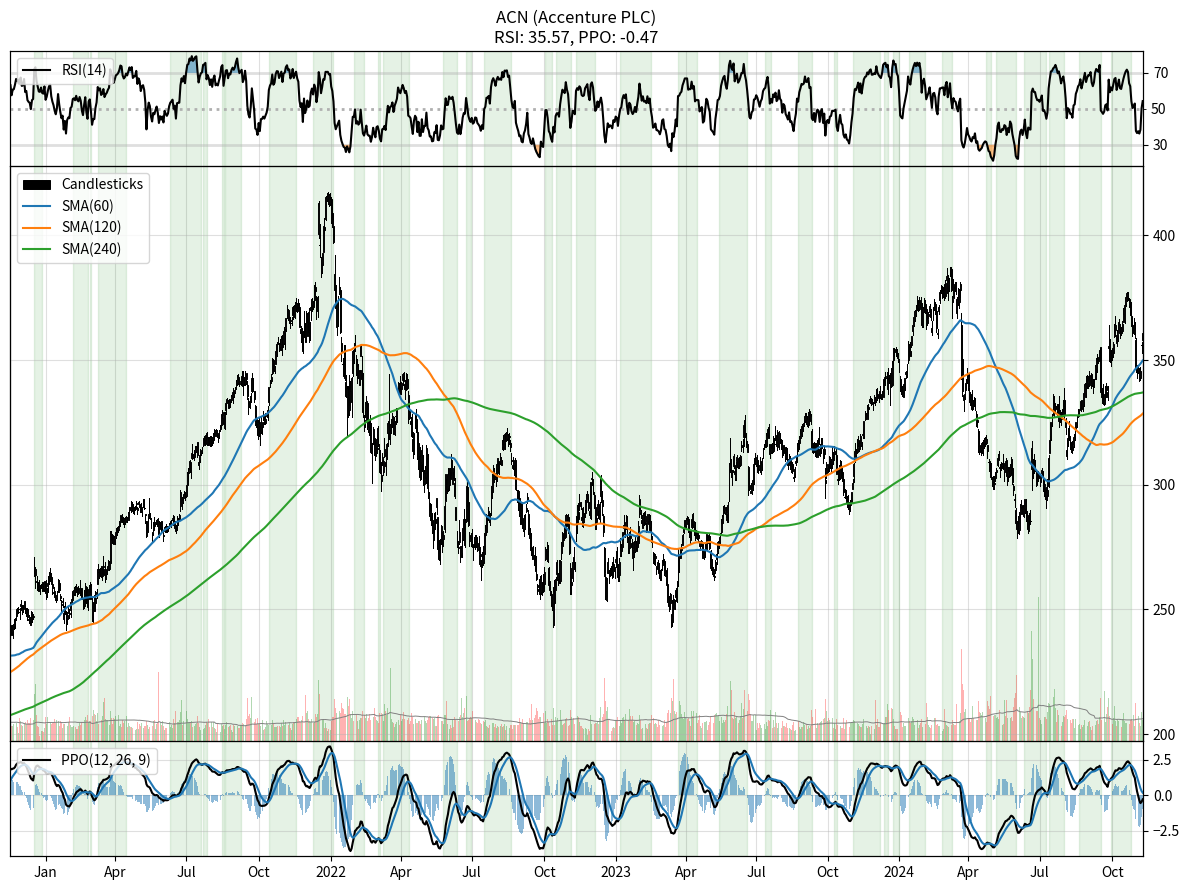 ACN (Accenture PLC)
RSI: 35.57, PPO: -0.47
RSI(14)
70
50
30
Candlesticks
SMA(60)
SMA(120)
SMA(240)
400
350
300
250
200
PPO(12, 26, 9)
2.5
0.0
−2.5
Jan Apr Jul Oct 2022 Apr Jul Oct 2023 Apr Jul Oct 2024 Apr Jul Oct